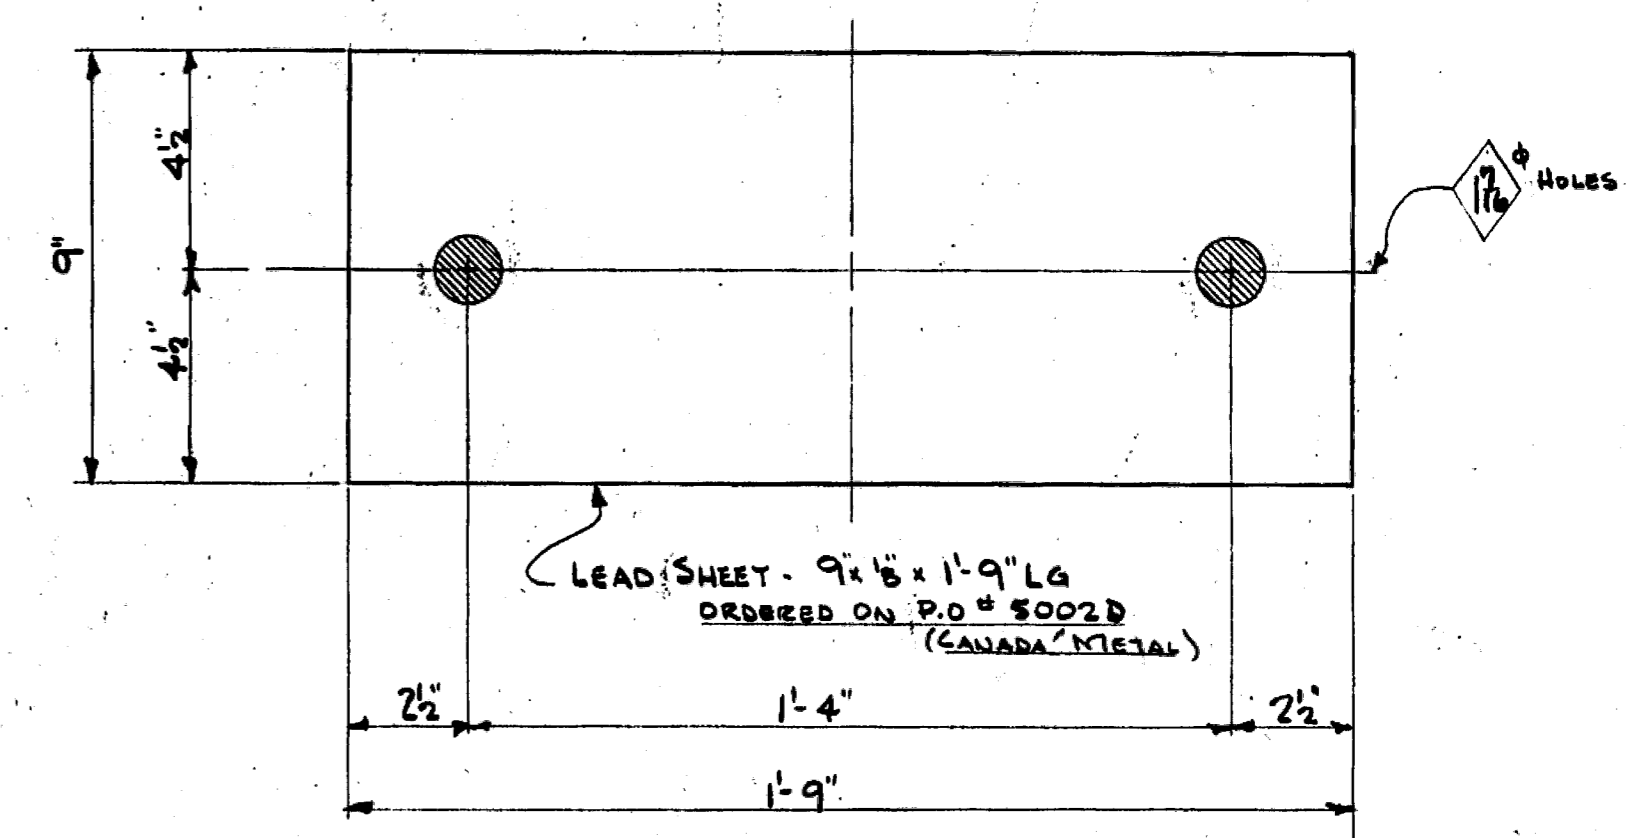 4½"
9"
4½"
1 7/16 ϕ HOLES
LEAD SHEET - 9" x ⅛" x 1'-9" LG
ORDERED ON P.O # 5002D
(CANADA METAL)
2½"
1'-4"
2½"
1'-9"